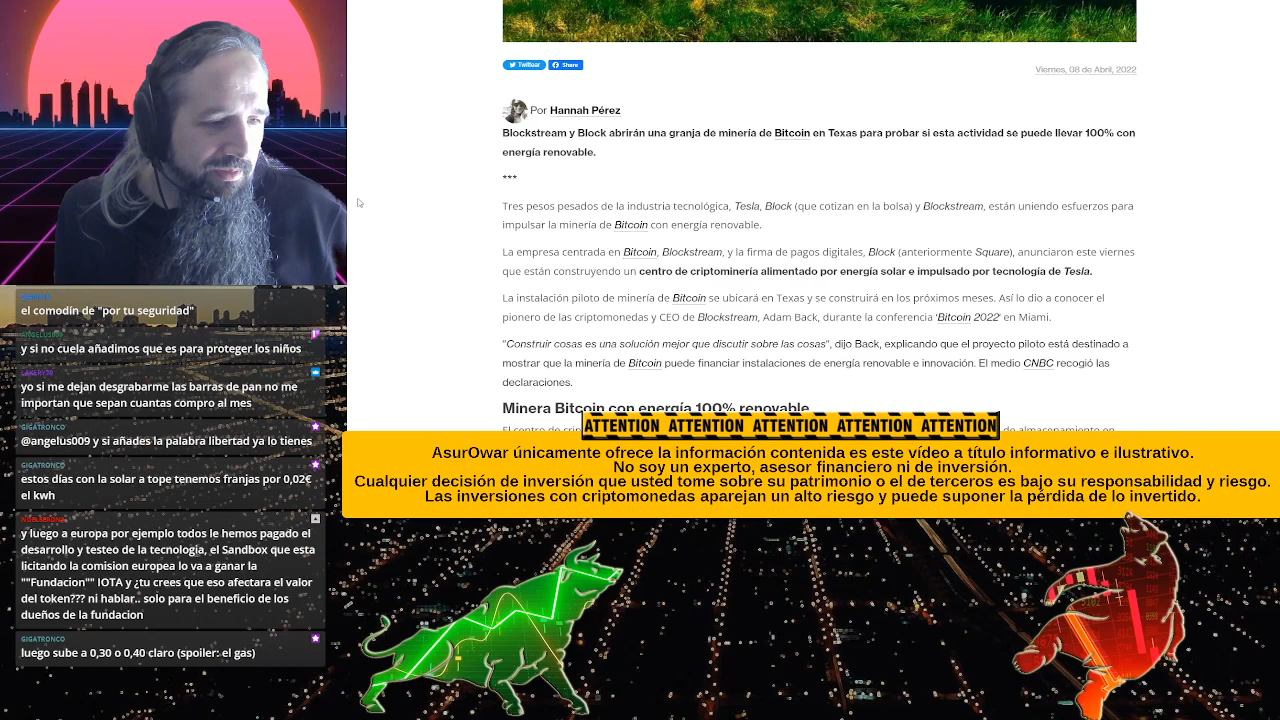 Twittear
Share
Viernes, 08 de Abril, 2022
Por Hannah Pérez
Blockstream y Block abrirán una granja de minería de Bitcoin en Texas para probar si esta actividad se puede llevar 100% con
energía renovable.
***
Tres pesos pesados de la industria tecnológica, Tesla, Block (que cotizan en la bolsa) y Blockstream, están uniendo esfuerzos para
impulsar la minería de Bitcoin con energía renovable.
La empresa centrada en Bitcoin, Blockstream, y la firma de pagos digitales, Block (anteriormente Square), anunciaron este viernes
que están construyendo un centro de criptominería alimentado por energía solar e impulsado por tecnología de Tesla.
La instalación piloto de minería de Bitcoin se ubicará en Texas y se construirá en los próximos meses. Así lo dio a conocer el
pionero de las criptomonedas y CEO de Blockstream, Adam Back, durante la conferencia 'Bitcoin 2022' en Miami.
"Construir cosas es una solución mejor que discutir sobre las cosas", dijo Back, explicando que el proyecto piloto está destinado a
mostrar que la minería de Bitcoin puede financiar instalaciones de energía renovable e innovación. El medio CNBC recogió las
declaraciones.
Minera Bitcoin con energía 100% renovable
el comodín de "por tu seguridad"
ANGELUS009
y si no cuela añadimos que es para proteger los niños
LAKERY79
yo si me dejan desgrabarme las barras de pan no me
importan que sepan cuantas compro al mes
GIGATRONCO
@angelus009 y si añades la palabra libertad ya lo tienes
GIGATRONCO
estos días con la solar a tope tenemos franjas por 0,02€
el kwh
y luego a europa por ejemplo todos le hemos pagado el
desarrollo y testeo de la tecnología, el Sandbox que esta
licitando la comision europea lo va a ganar la
""Fundacion"" IOTA y ¿tu crees que eso afectara el valor
del token??? ni hablar.. solo para el beneficio de los
dueños de la fundacion
GIGATRONCO
luego sube a 0,30 o 0,40 claro (spoiler: el gas)
ATTENTION ATTENTION ATTENTION ATTENTION ATTENTION
AsurOwar únicamente ofrece la información contenida es este vídeo a título informativo e ilustrativo.
No soy un experto, asesor financiero ni de inversión.
Cualquier decisión de inversión que usted tome sobre su patrimonio o el de terceros es bajo su responsabilidad y riesgo.
Las inversiones con criptomonedas aparejan un alto riesgo y puede suponer la pérdida de lo invertido.